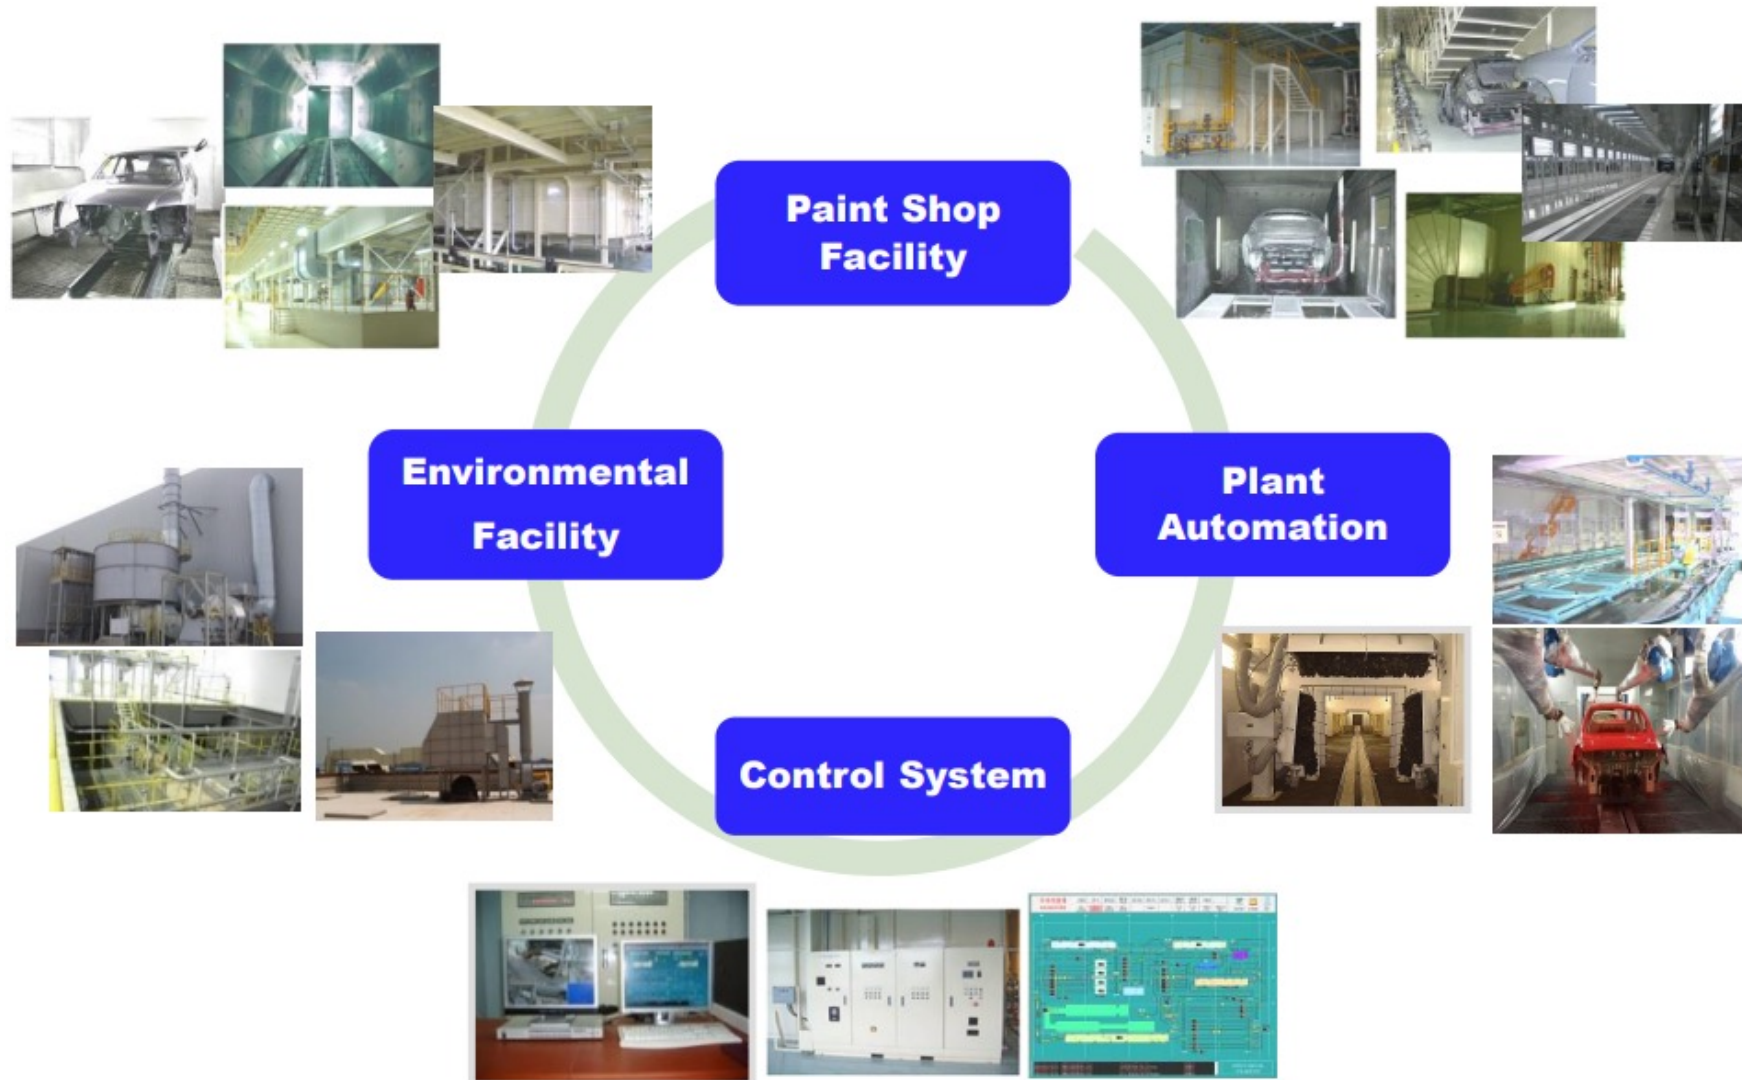 Paint Shop
Facility
Environmental
Facility
Plant
Automation
Control System